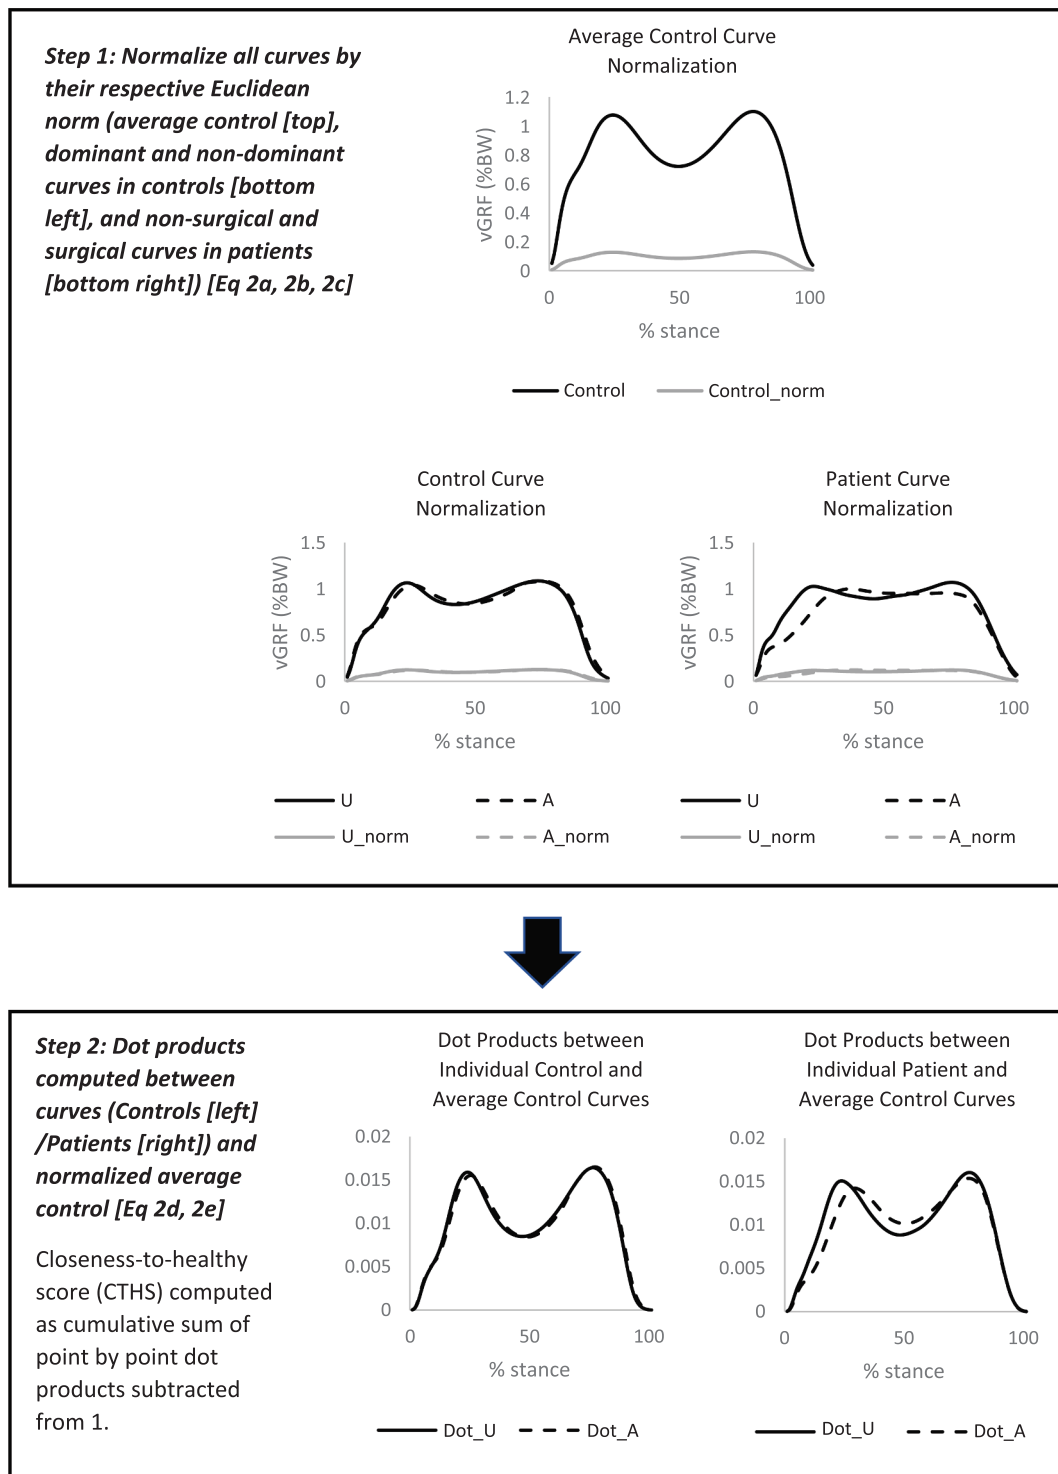 Step 1: Normalize all curves by
their respective Euclidean
norm (average control [top],
dominant and non-dominant
curves in controls [bottom
left], and non-surgical and
surgical curves in patients
[bottom right]) [Eq 2a, 2b, 2c]
Average Control Curve
Normalization
1.2
1
0.8
0.6
0.4
0.2
0
vGRF (%BW)
0 50 100
% stance
Control Control_norm
Control Curve
Normalization
1.5
1
0.5
0
vGRF (%BW)
0 50 100
% stance
U A
U_norm A_norm
Patient Curve
Normalization
1.5
1
0.5
0
vGRF (%BW)
0 50 100
% stance
U A
U_norm A_norm
Step 2: Dot products
computed between
curves (Controls [left]
/Patients [right]) and
normalized average
control [Eq 2d, 2e]
Closeness-to-healthy
score (CTHS) computed
as cumulative sum of
point by point dot
products subtracted
from 1.
Dot Products between
Individual Control and
Average Control Curves
0.02
0.015
0.01
0.005
0
0 50 100
% stance
Dot_U Dot_A
Dot Products between
Individual Patient and
Average Control Curves
0.02
0.015
0.01
0.005
0
0 50 100
% stance
Dot_U Dot_A